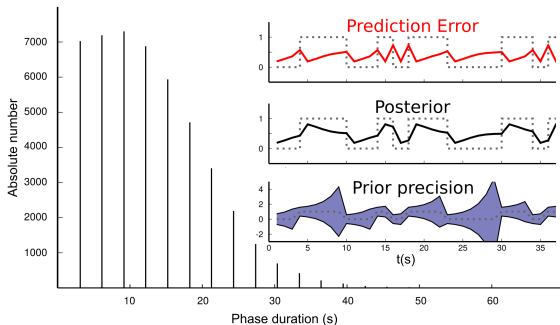 Prediction Error
1
0
Posterior
1
0
Prior precision
4
2
0
-2
0 5 10 15 20 25 30 35
t(s)
Absolute number
7000
6000
5000
4000
3000
2000
1000
10 20 30 40 50 60
Phase duration (s)